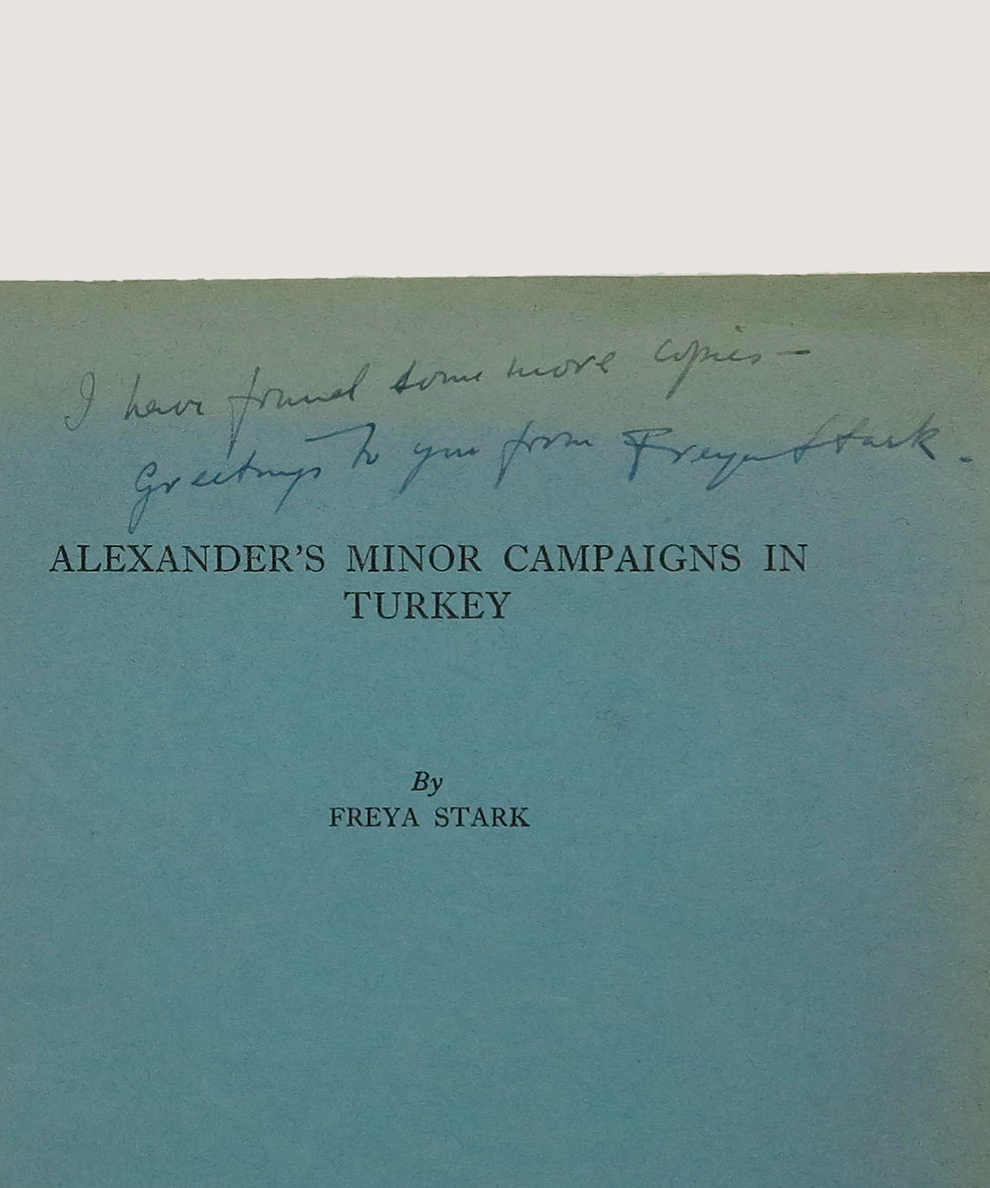 I have found some more copies —
Greetings to you from Freya Stark.
ALEXANDER'S MINOR CAMPAIGNS IN
TURKEY
By
FREYA STARK